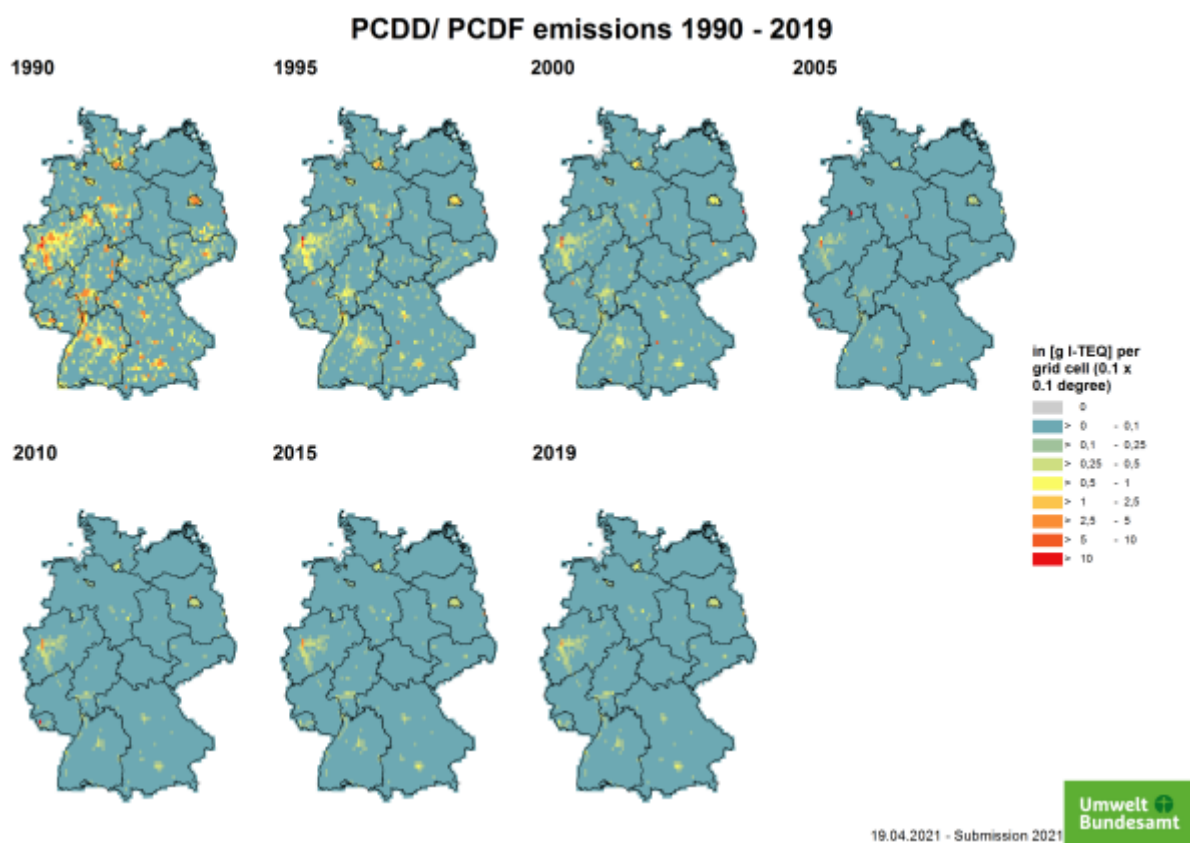 PCDD/ PCDF emissions 1990 - 2019
1990
1995
2000
2005
in [g I-TEQ] per
grid cell (0.1 x
0.1 degree)
0
> 0 - 0,1
> 0,1 - 0,25
> 0,25 - 0,5
> 0,5 - 1
> 1 - 2,5
> 2,5 - 5
> 5 - 10
> 10
2010
2015
2019
Umwelt
Bundesamt
19.04.2021 - Submission 2021